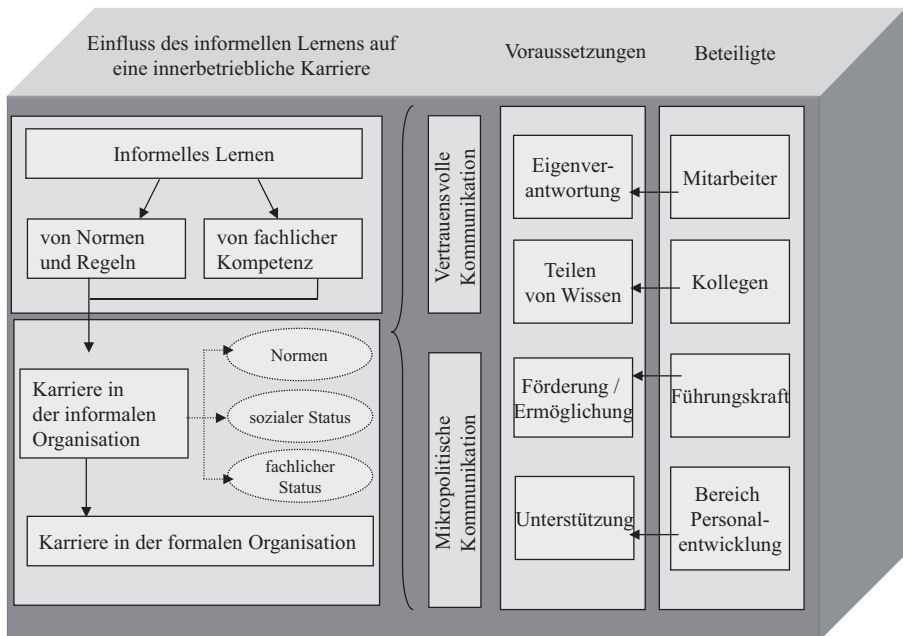 Einfluss des informellen Lernens auf
eine innerbetriebliche Karriere
Voraussetzungen
Beteiligte
Informelles Lernen
von Normen
und Regeln
von fachlicher
Kompetenz
Karriere in
der informalen
Organisation
Normen
sozialer Status
fachlicher
Status
Karriere in der formalen Organisation
Vertrauensvolle
Kommunikation
Mikropolitische
Kommunikation
Eigenver-
antwortung
Teilen
von Wissen
Förderung /
Ermöglichung
Unterstützung
Mitarbeiter
Kollegen
Führungskraft
Bereich
Personal-
entwicklung